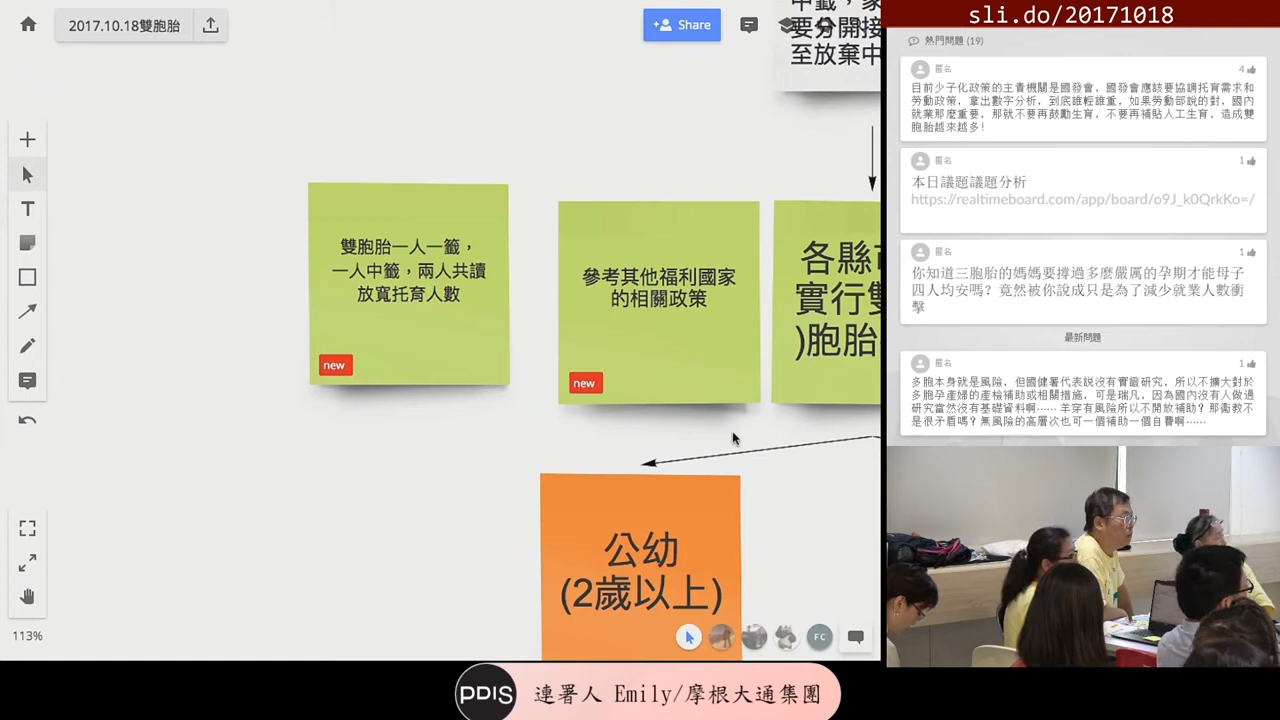 2017.10.18雙胞胎
Share
中籤，家
要分開接
至放棄中
雙胞胎一人一籤，
一人中籤，兩人共讀
放寬托育人數
new
參考其他福利國家
的相關政策
new
各縣市
實行雙
)胞胎
公幼
(2歲以上)
FC
113%
sli.do/20171018
熱門問題 (19)
匿名
4
目前少子化政策的主責機關是國發會，國發會應該要協調托育需求和
勞動政策，拿出數字分析，到底誰輕誰重，如果勞動部說的對，國內
就業那麼重要，那就不要再鼓勵生育，不要再補貼人工生育，造成雙
胞胎越來越多！
匿名
1
本日議題議題分析
https://realtimeboard.com/app/board/o9J_k0QrkKo=/
匿名
1
你知道三胞胎的媽媽要撐過多麼嚴厲的孕期才能母子
四人均安嗎？竟然被你說成只是為了減少就業人數衝
擊
最新問題
匿名
1
多胞本身就是風險，但國健署代表説沒有實證研究，所以不擴大對於
多胞孕產婦的產檢補助或相關措施，可是瑞凡，因為國內沒有人做過
研究當然沒有基礎資料啊⋯⋯ 羊穿有風險所以不開放補助？那衞教不
是很矛盾嗎？無風險的高層次也可一個補助一個自費啊⋯⋯
PDIS
連署人 Emily/摩根大通集團